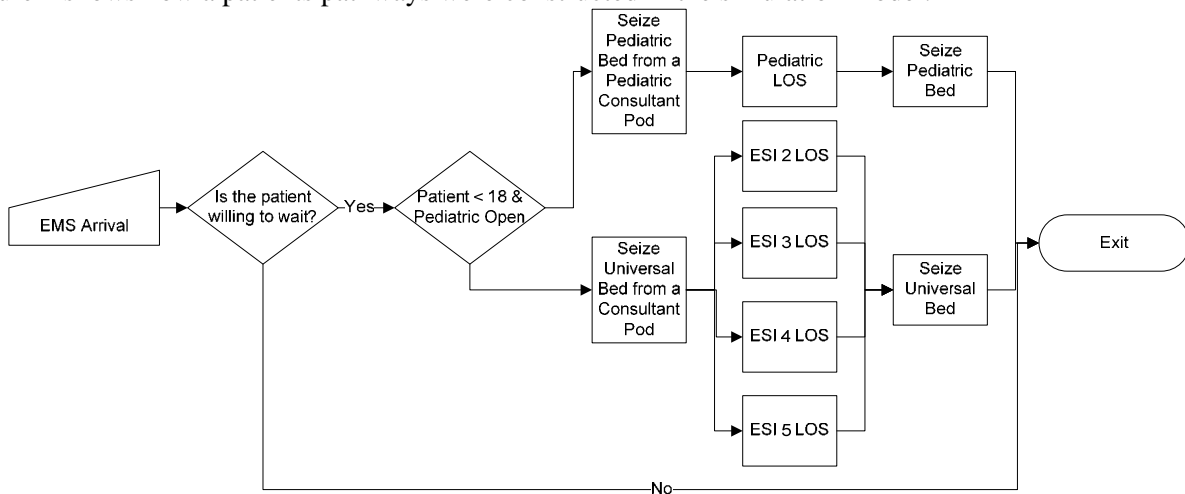 shows how a patients pathways were constructed in the simulation model.
Seize
Pediatric
Bed from a
Pediatric
Consultant
Pod
Pediatric
LOS
Seize
Pediatric
Bed
EMS Arrival
Is the patient
willing to wait?
Yes
Patient < 18 &
Pediatric Open
Seize
Universal
Bed from a
Consultant
Pod
ESI 2 LOS
ESI 3 LOS
ESI 4 LOS
ESI 5 LOS
Seize
Universal
Bed
Exit
No